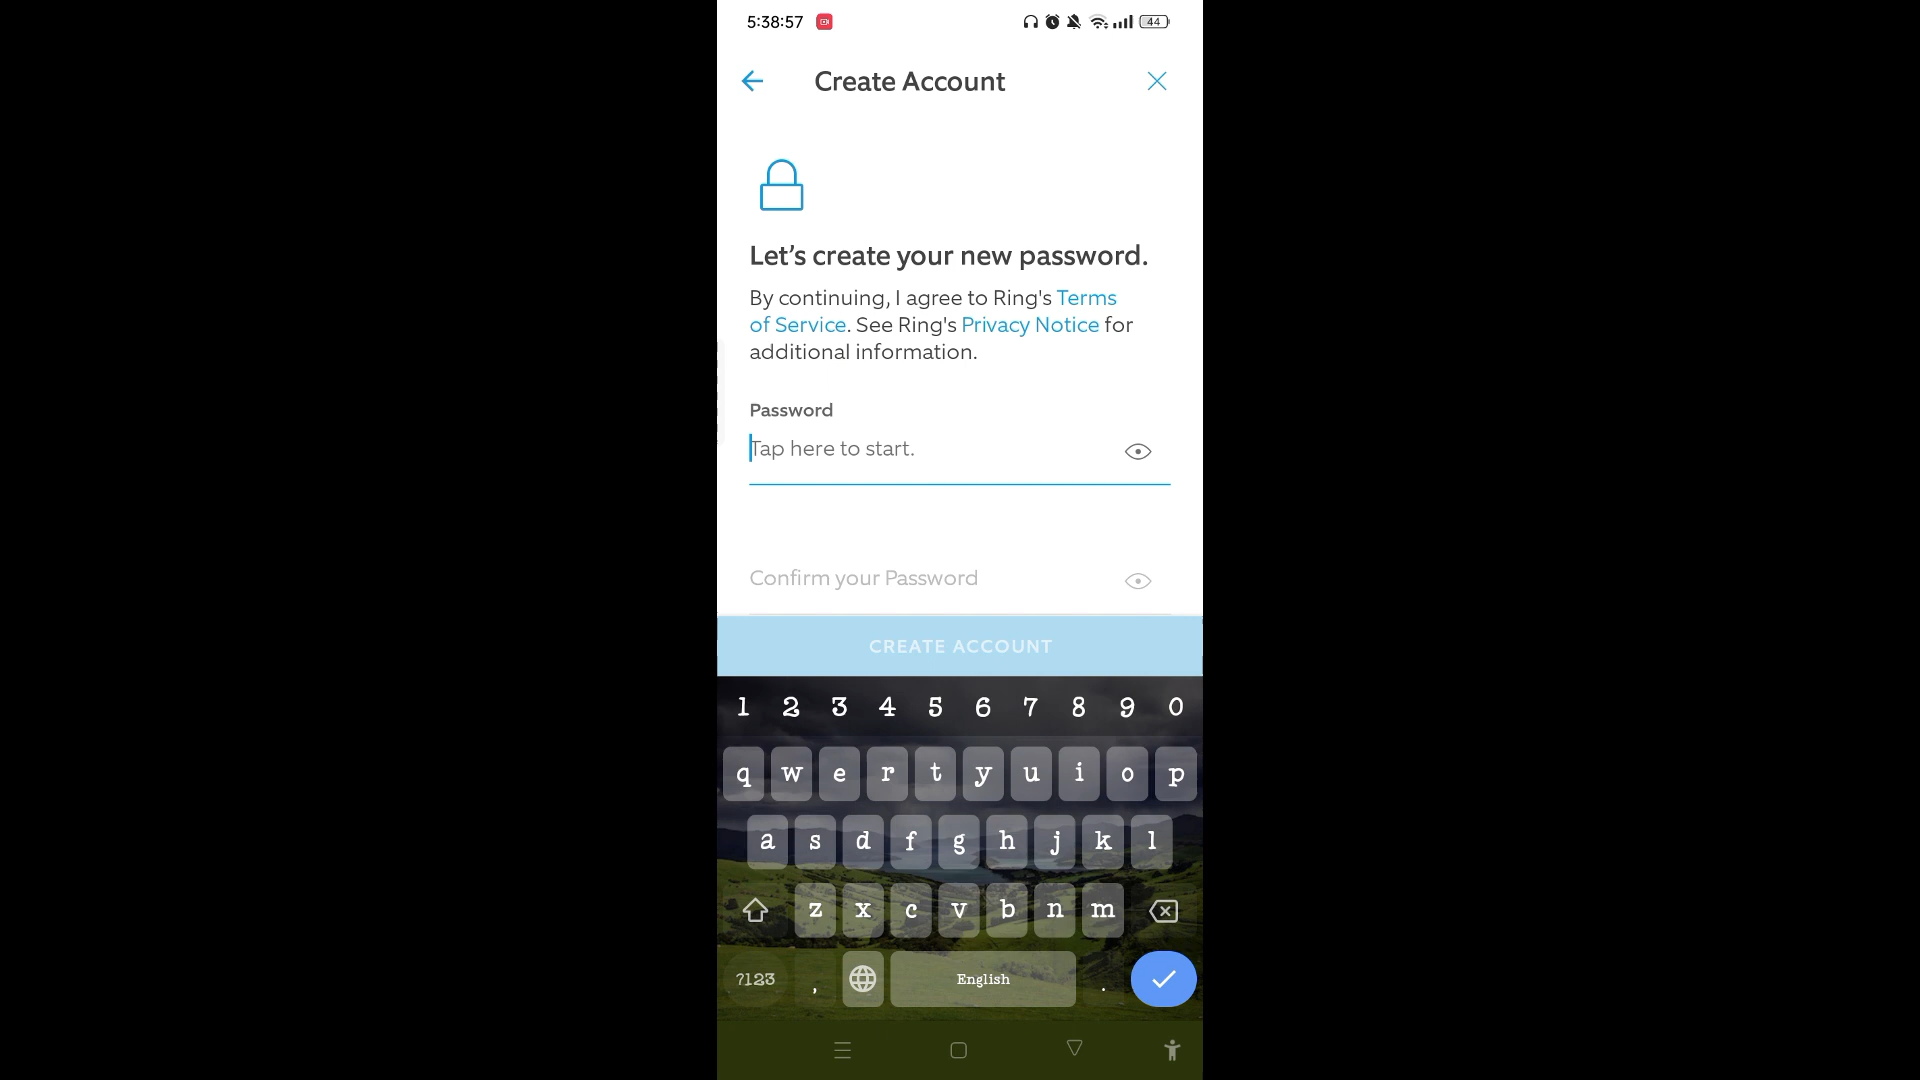 5:38:57 44
Create Account
Let’s create your new password.
By continuing, I agree to Ring's Terms
of Service. See Ring's Privacy Notice for
additional information.
Password
Tap here to start.
Confirm your Password
CREATE ACCOUNT
1 2 3 4 5 6 7 8 9 0
q w e r t y u i o p
a s d f g h j k l
z x c v b n m
?123 , English .